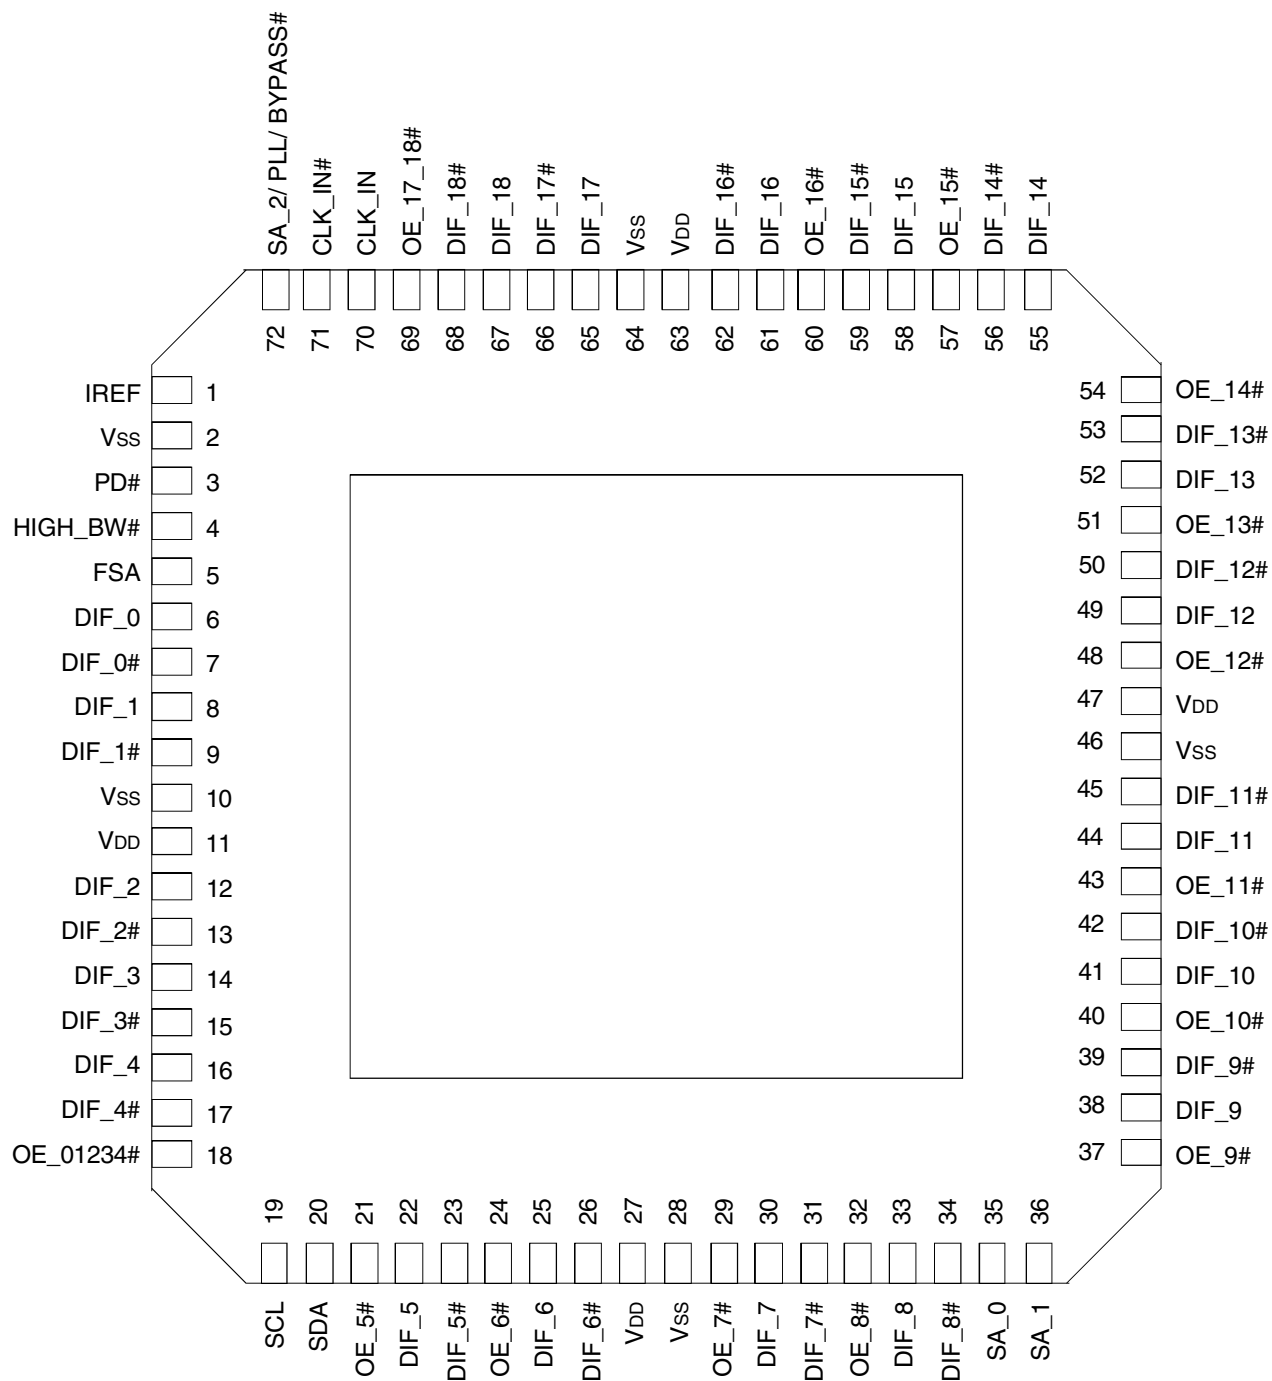 SA_2/ PLL/ BYPASS#
CLK_IN#
CLK_IN
OE_17_18#
DIF_18#
DIF_18
DIF_17#
DIF_17
VSS
VDD
DIF_16#
DIF_16
OE_16#
DIF_15#
DIF_15
OE_15#
DIF_14#
DIF_14
72
71
70
69
68
67
66
65
64
63
62
61
60
59
58
57
56
55
IREF 1
VSS 2
PD# 3
HIGH_BW# 4
FSA 5
DIF_0 6
DIF_0# 7
DIF_1 8
DIF_1# 9
VSS 10
VDD 11
DIF_2 12
DIF_2# 13
DIF_3 14
DIF_3# 15
DIF_4 16
DIF_4# 17
OE_01234# 18
54 OE_14#
53 DIF_13#
52 DIF_13
51 OE_13#
50 DIF_12#
49 DIF_12
48 OE_12#
47 VDD
46 VSS
45 DIF_11#
44 DIF_11
43 OE_11#
42 DIF_10#
41 DIF_10
40 OE_10#
39 DIF_9#
38 DIF_9
37 OE_9#
19
20
21
22
23
24
25
26
27
28
29
30
31
32
33
34
35
36
SCL
SDA
OE_5#
DIF_5
DIF_5#
OE_6#
DIF_6
DIF_6#
VDD
VSS
OE_7#
DIF_7
DIF_7#
OE_8#
DIF_8
DIF_8#
SA_0
SA_1